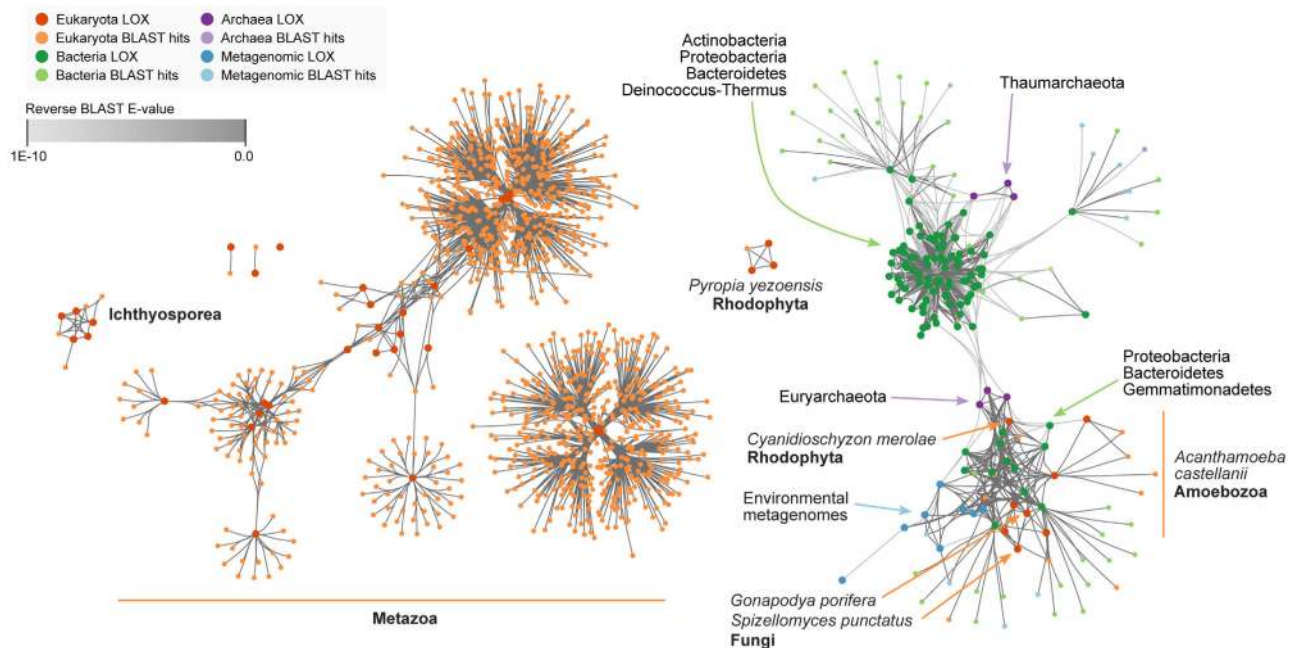 Eukaryota LOX
Eukaryota BLAST hits
Bacteria LOX
Bacteria BLAST hits
Archaea LOX
Archaea BLAST hits
Metagenomic LOX
Metagenomic BLAST hits
Reverse BLAST E-value
1E-10 0.0
Ichthyosporea
Metazoa
Actinobacteria
Proteobacteria
Bacteroidetes
Deinococcus-Thermus
Thaumarchaeota
Pyropia yezoensis
Rhodophyta
Euryarchaeota
Proteobacteria
Bacteroidetes
Gemmatimonadetes
Cyanidioschyzon merolae
Rhodophyta
Acanthamoeba
castellanii
Amoebozoa
Environmental
metagenomes
Gonapodya porifera
Spizellomyces punctatus
Fungi